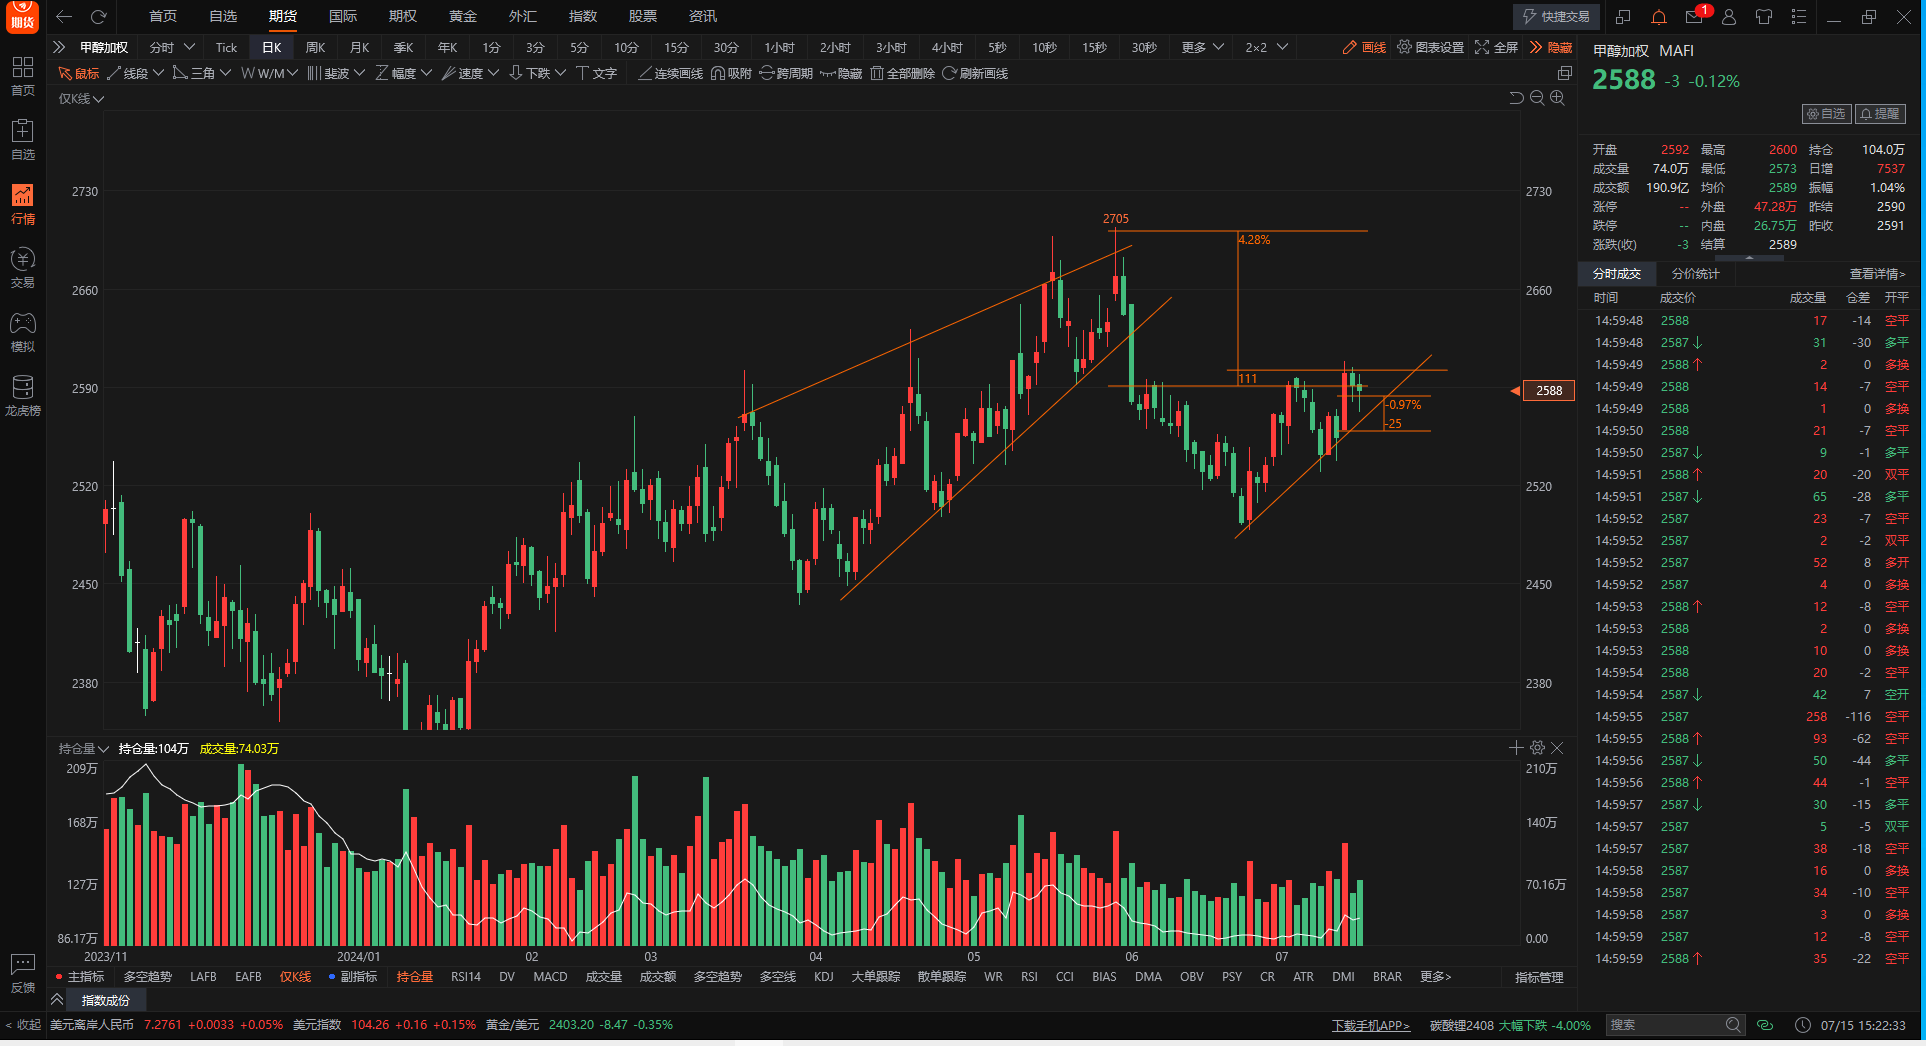 期货
首页 自选 期货 国际 期权 黄金 外汇 指数 股票 资讯
快捷交易 1
甲醇加权 分时 Tick 日K 周K 月K 季K 年K 1分 3分 5分 10分 15分 30分 1小时 2小时 3小时 4小时 5秒 10秒 15秒 30秒 更多 2×2 画线 图表设置 全屏 隐藏
鼠标 线段 三角 W/M 斐波 幅度 速度 下跌 文字 连续画线 吸附 跨周期 隐藏 全部删除 刷新画线
首页
自选
行情
交易
模拟
龙虎榜
反馈
< 收起
仅K线
2730 2730
2660 2660
2590 2590
2520 2520
2450 2450
2380 2380
2705
4.28%
111
-0.97%
-25
2588
持仓量 持仓量:104万 成交量:74.03万
209万 210万
168万 140万
127万 70.16万
86.17万 0.00
2023/11 2024/01 02 03 04 05 06 07
主指标 多空趋势 LAFB EAFB 仅K线 副指标 持仓量 RSI14 DV MACD 成交量 成交额 多空趋势 多空线 KDJ 大单跟踪 散单跟踪 WR RSI CCI BIAS DMA OBV PSY CR ATR DMI BRAR 更多> 指标管理
指数成份
甲醇加权 MAFI
2588 -3 -0.12%
自选 提醒
开盘 2592 最高 2600 持仓 104.0万
成交量 74.0万 最低 2573 日增 7537
成交额 190.9亿 均价 2589 振幅 1.04%
涨停 -- 外盘 47.28万 昨结 2590
跌停 -- 内盘 26.75万 昨收 2591
涨跌(收) -3 结算 2589
分时成交 分价统计 查看详情>
时间 成交价 成交量 仓差 开平
14:59:48 2588 17 -14 空平
14:59:48 2587↓ 31 -30 多平
14:59:49 2588↑ 2 0 多换
14:59:49 2588 14 -7 空平
14:59:49 2588 1 0 多换
14:59:50 2588 21 -7 空平
14:59:50 2587↓ 9 -1 多平
14:59:51 2588↑ 20 -20 双平
14:59:51 2587↓ 65 -28 多平
14:59:52 2587 23 -7 空平
14:59:52 2587 2 -2 双平
14:59:52 2587 52 8 多开
14:59:52 2587 4 0 多换
14:59:53 2588↑ 12 -8 空平
14:59:53 2588 2 0 多换
14:59:53 2588 10 0 多换
14:59:54 2588 20 -2 空平
14:59:54 2587↓ 42 7 空开
14:59:55 2587 258 -116 空平
14:59:55 2588↑ 93 -62 空平
14:59:56 2587↓ 50 -44 多平
14:59:56 2588↑ 44 -1 空平
14:59:57 2587↓ 30 -15 多平
14:59:57 2587 5 -5 双平
14:59:57 2587 38 -18 空平
14:59:58 2587 16 0 多换
14:59:58 2587 34 -10 空平
14:59:58 2587 3 0 多换
14:59:59 2587 12 -8 空平
14:59:59 2588↑ 35 -22 空平
美元离岸人民币 7.2761 +0.0033 +0.05% 美元指数 104.26 +0.16 +0.15% 黄金/美元 2403.20 -8.47 -0.35% 下载手机APP> 碳酸锂2408 大幅下跌 -4.00% 搜索 07/15 15:22:33